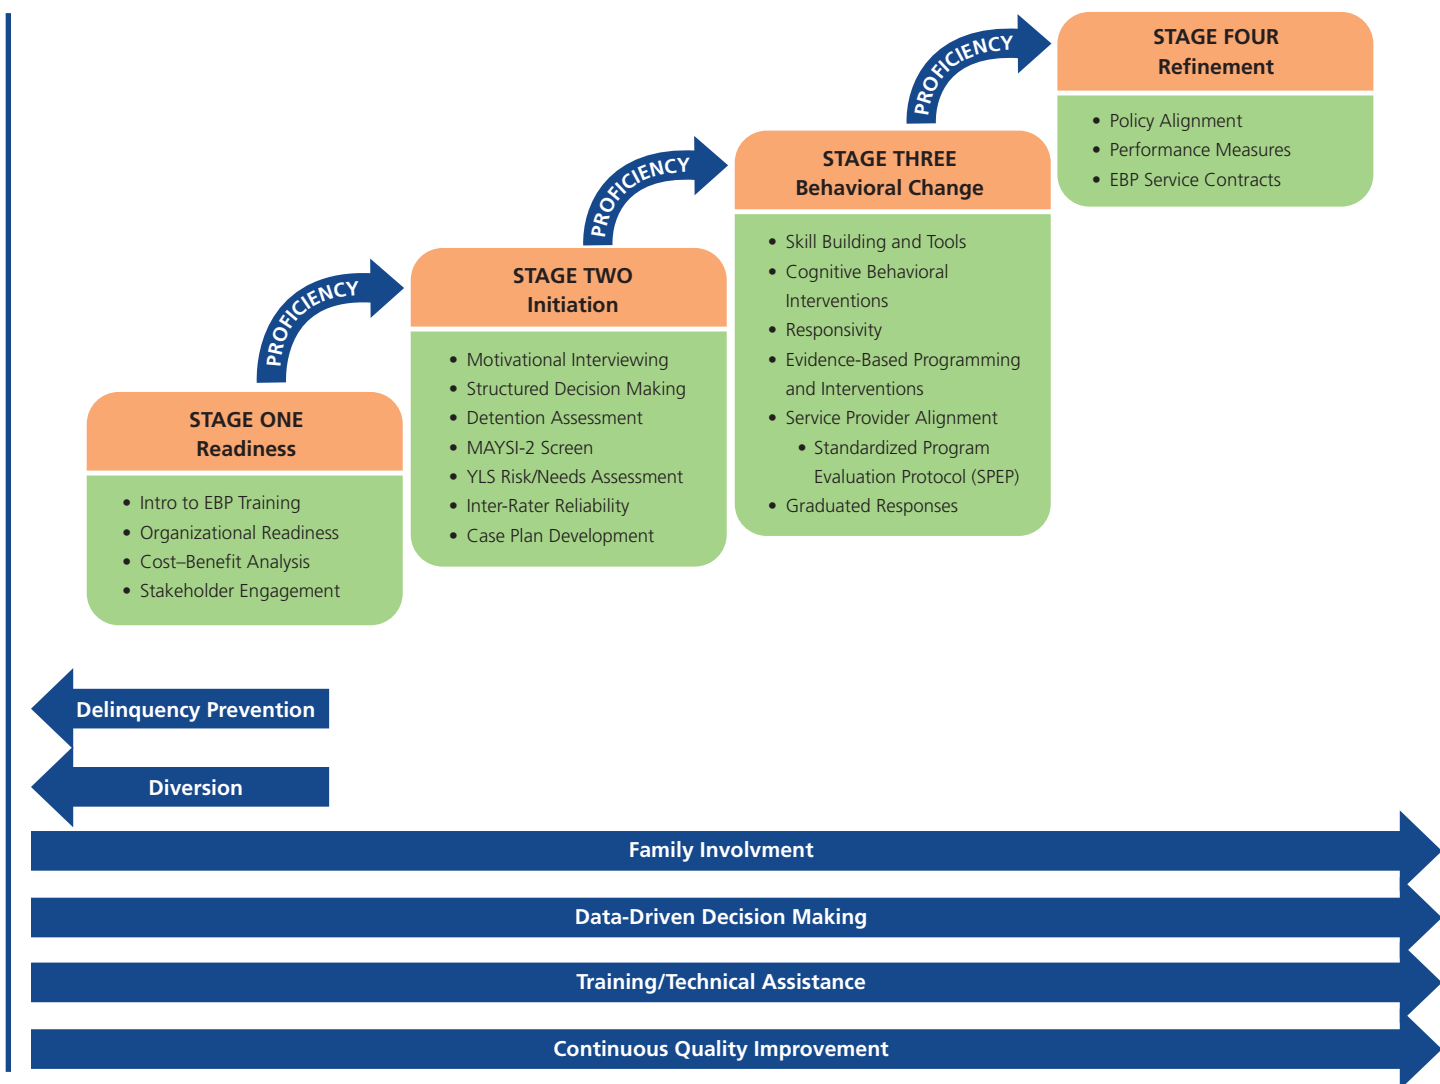 STAGE ONE
Readiness
• Intro to EBP Training
• Organizational Readiness
• Cost–Benefit Analysis
• Stakeholder Engagement
PROFICIENCY
STAGE TWO
Initiation
• Motivational Interviewing
• Structured Decision Making
• Detention Assessment
• MAYSI-2 Screen
• YLS Risk/Needs Assessment
• Inter-Rater Reliability
• Case Plan Development
PROFICIENCY
STAGE THREE
Behavioral Change
• Skill Building and Tools
• Cognitive Behavioral
Interventions
• Responsivity
• Evidence-Based Programming
and Interventions
• Service Provider Alignment
• Standardized Program
Evaluation Protocol (SPEP)
• Graduated Responses
PROFICIENCY
STAGE FOUR
Refinement
• Policy Alignment
• Performance Measures
• EBP Service Contracts
Delinquency Prevention
Diversion
Family Involvment
Data-Driven Decision Making
Training/Technical Assistance
Continuous Quality Improvement